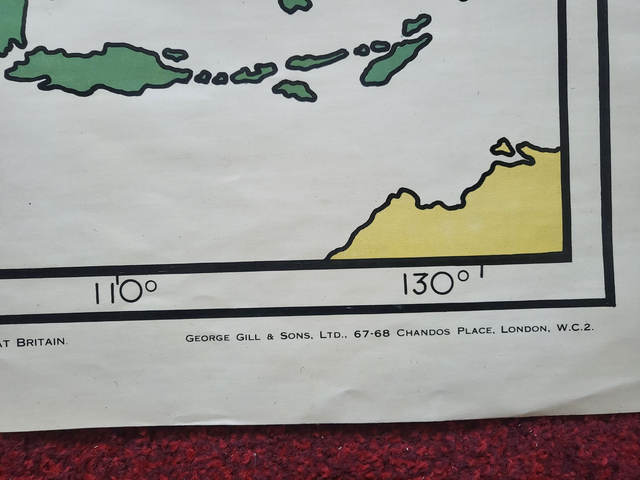 110° 130°
AT BRITAIN. GEORGE GILL & SONS, LTD., 67-68 CHANDOS PLACE, LONDON, W.C.2.